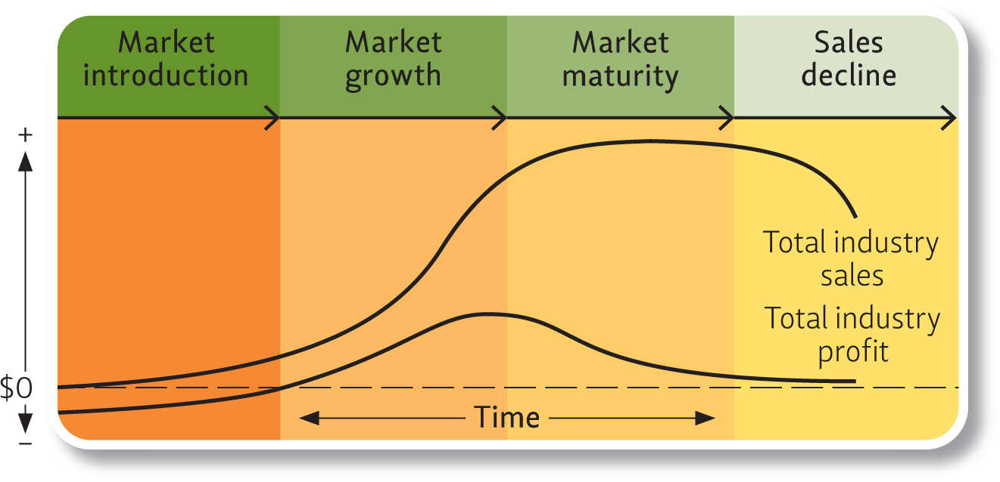 Market
introduction
Market
growth
Market
maturity
Sales
decline
+
$0
–
Total industry
sales
Total industry
profit
Time